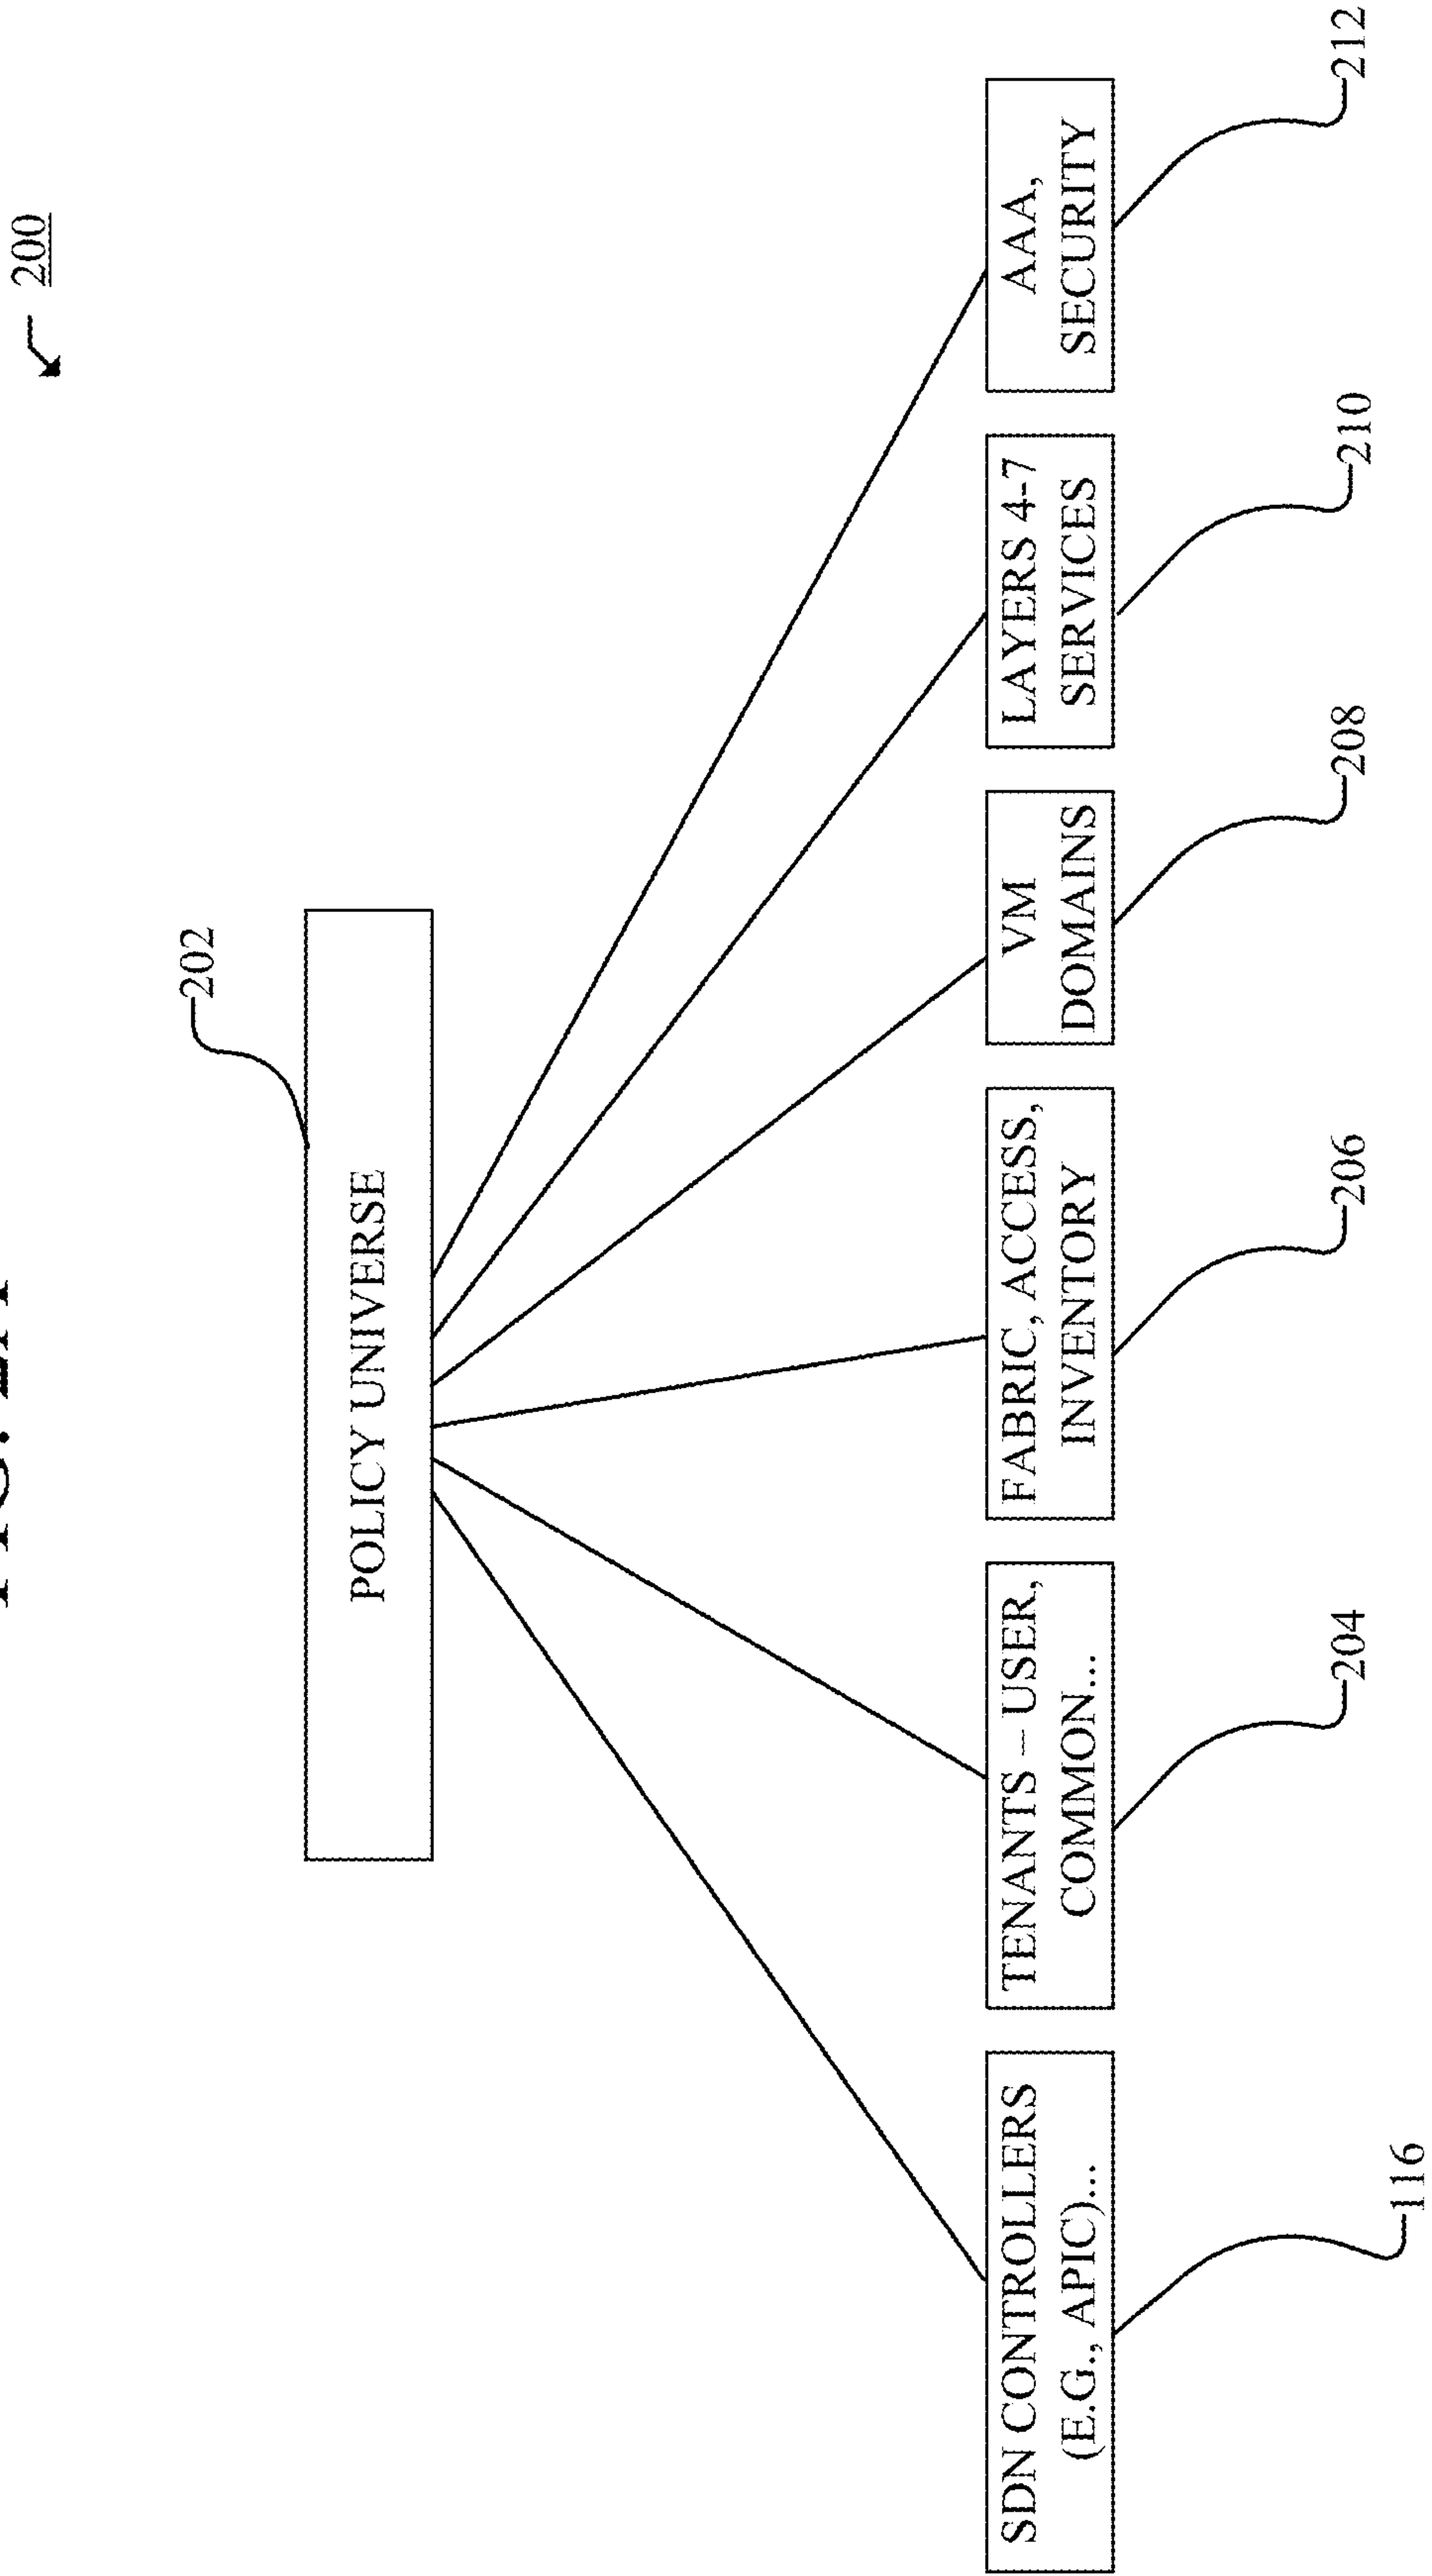 200
202
POLICY UNIVERSE
SDN CONTROLLERS
(E.G., APIC)...
TENANTS – USER,
COMMON...
FABRIC, ACCESS,
INVENTORY
VM
DOMAINS
LAYERS 4-7
SERVICES
AAA,
SECURITY
116
204
206
208
210
212